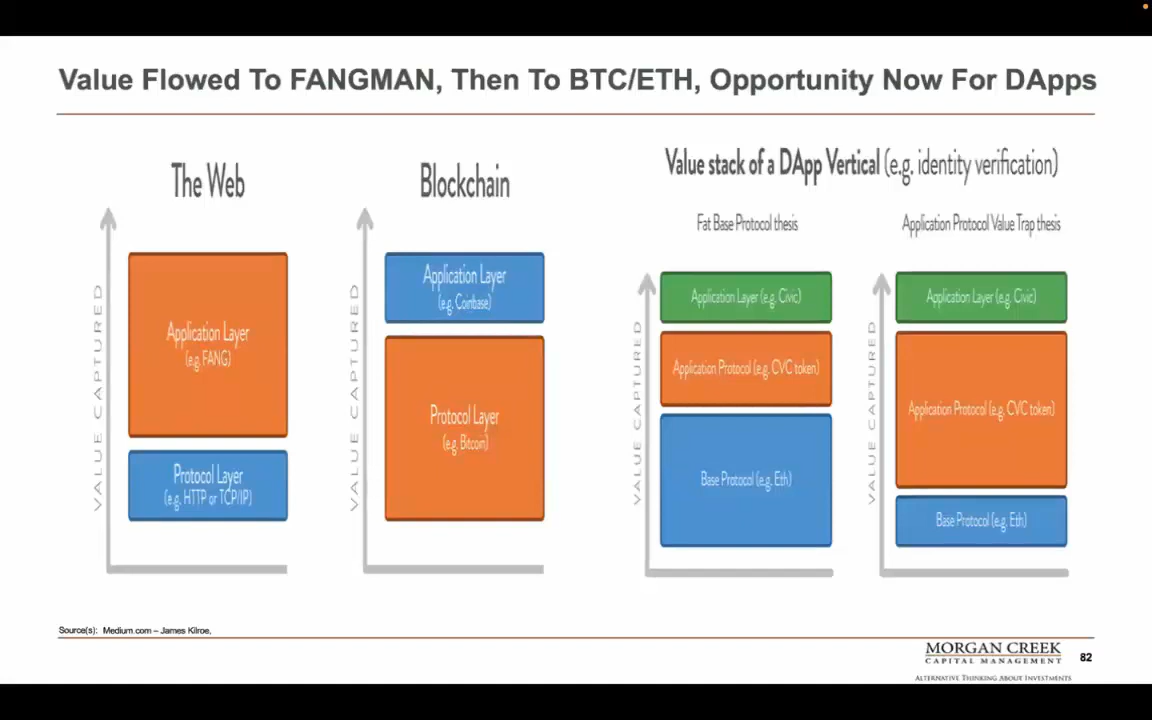 Value Flowed To FANGMAN, Then To BTC/ETH, Opportunity Now For DApps
The Web
VALUE CAPTURED
Application Layer
(e.g. FANG)
Protocol Layer
(e.g. HTTP or TCP/IP)
Blockchain
VALUE CAPTURED
Application Layer
(e.g. Coinbase)
Protocol Layer
(e.g. Bitcoin)
Value stack of a DApp Vertical (e.g. identity verification)
Fat Base Protocol thesis
VALUE CAPTURED
Application Layer (e.g. Civic)
Application Protocol (e.g. CVC token)
Base Protocol (e.g. Eth)
Application Protocol Value Trap thesis
VALUE CAPTURED
Application Layer (e.g. Civic)
Application Protocol (e.g. CVC token)
Base Protocol (e.g. Eth)
Source(s): Medium.com – James Kilroe,
MORGAN CREEK
CAPITAL MANAGEMENT
ALTERNATIVE THINKING ABOUT INVESTMENTS
82